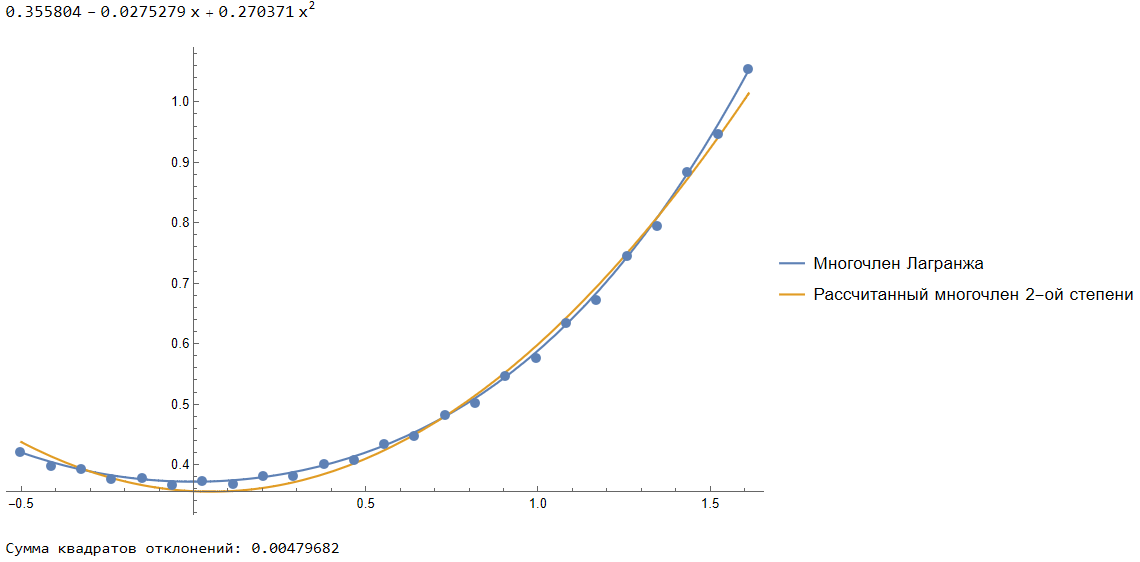 0.355804 − 0.0275279 x + 0.270371 x²
1.0
0.9
0.8
0.7
0.6
0.5
0.4
−0.5 0.5 1.0 1.5
Многочлен Лагранжа
Рассчитанный многочлен 2−ой степени
Сумма квадратов отклонений: 0.00479682